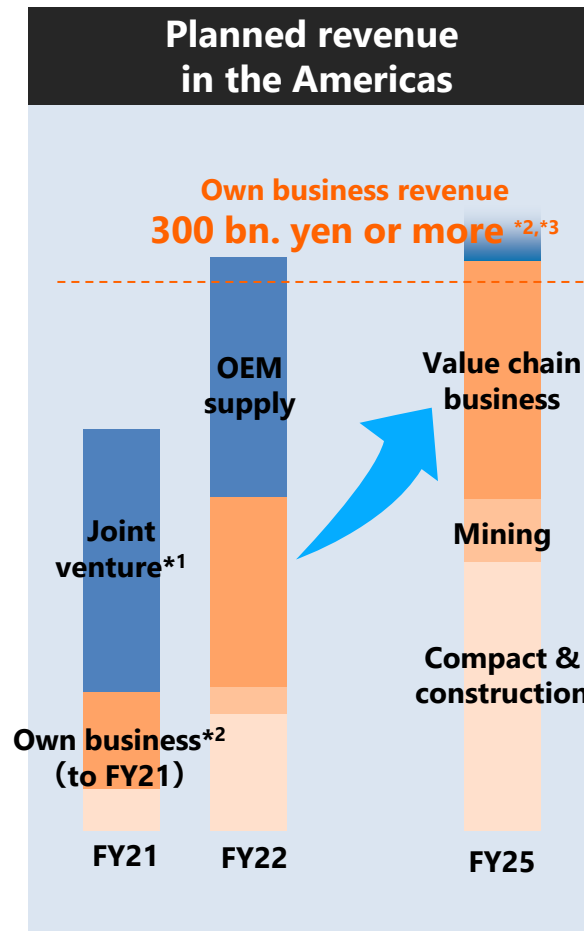 Planned revenue
in the Americas
Own business revenue
300 bn. yen or more *2,*3
OEM
supply
Value chain
business
Joint
venture*1
Mining
Compact &
construction
Own business*2
(to FY21)
FY21
FY22
FY25